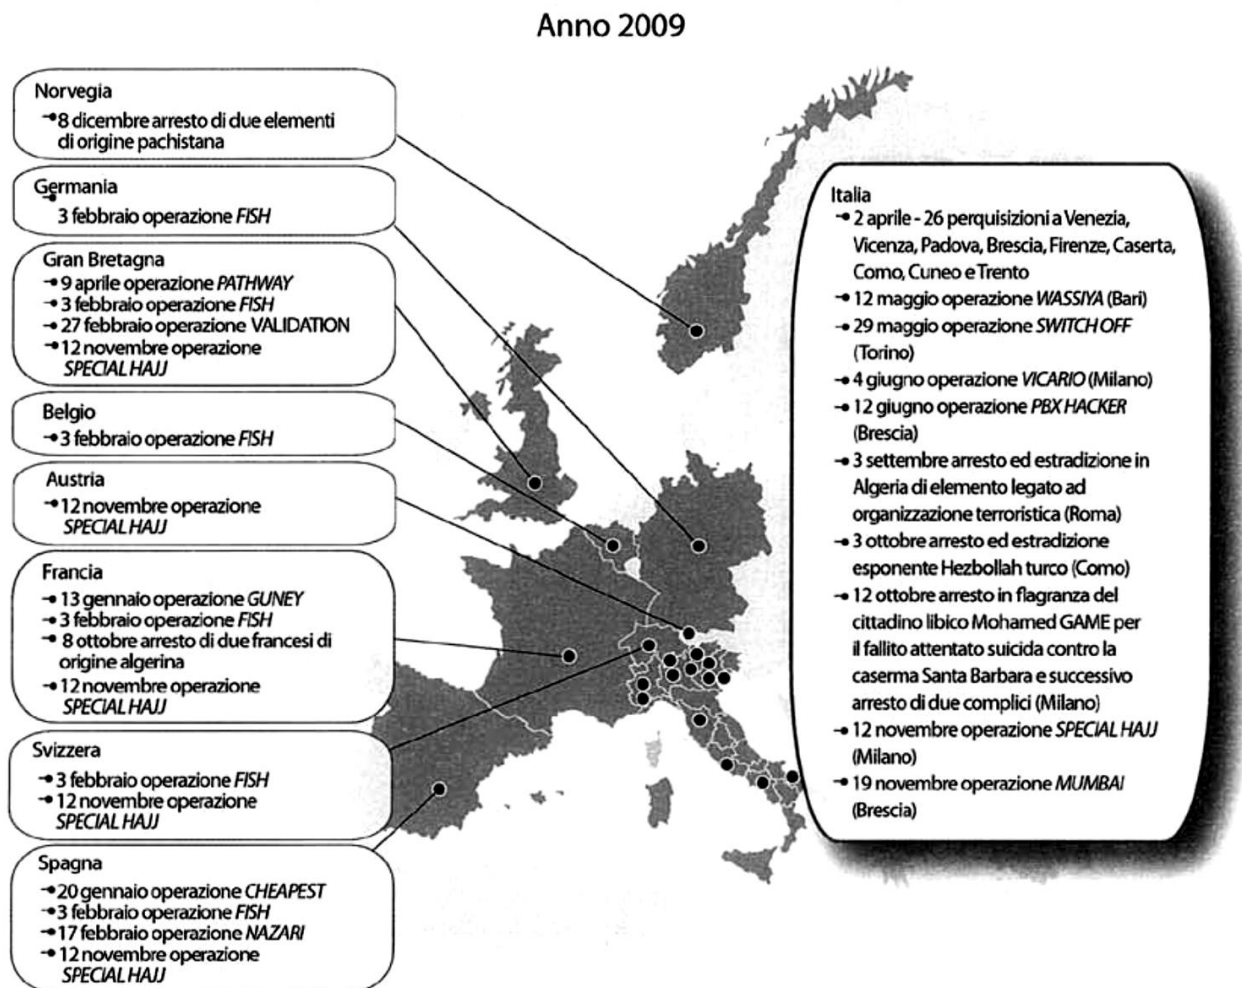 Anno 2009
Norvegia
8 dicembre arresto di due elementi
di origine pachistana
Germania
3 febbraio operazione FISH
Gran Bretagna
9 aprile operazione PATHWAY
3 febbraio operazione FISH
27 febbraio operazione VALIDATION
12 novembre operazione
SPECIAL HAJJ
Belgio
3 febbraio operazione FISH
Austria
12 novembre operazione
SPECIAL HAJJ
Francia
13 gennaio operazione GUNEY
3 febbraio operazione FISH
8 ottobre arresto di due francesi di
origine algerina
12 novembre operazione
SPECIAL HAJJ
Svizzera
3 febbraio operazione FISH
12 novembre operazione
SPECIAL HAJJ
Spagna
20 gennaio operazione CHEAPEST
3 febbraio operazione FISH
17 febbraio operazione NAZARI
12 novembre operazione
SPECIAL HAJJ
Italia
2 aprile - 26 perquisizioni a Venezia,
Vicenza, Padova, Brescia, Firenze, Caserta,
Como, Cuneo e Trento
12 maggio operazione WASSIYA (Bari)
29 maggio operazione SWITCH OFF
(Torino)
4 giugno operazione VICARIO (Milano)
12 giugno operazione PBX HACKER
(Brescia)
3 settembre arresto ed estradizione in
Algeria di elemento legato ad
organizzazione terroristica (Roma)
3 ottobre arresto ed estradizione
esponente Hezbollah turco (Como)
12 ottobre arresto in flagranza del
cittadino libico Mohamed GAME per
il fallito attentato suicida contro la
caserma Santa Barbara e successivo
arresto di due complici (Milano)
12 novembre operazione SPECIAL HAJJ
(Milano)
19 novembre operazione MUMBAI
(Brescia)